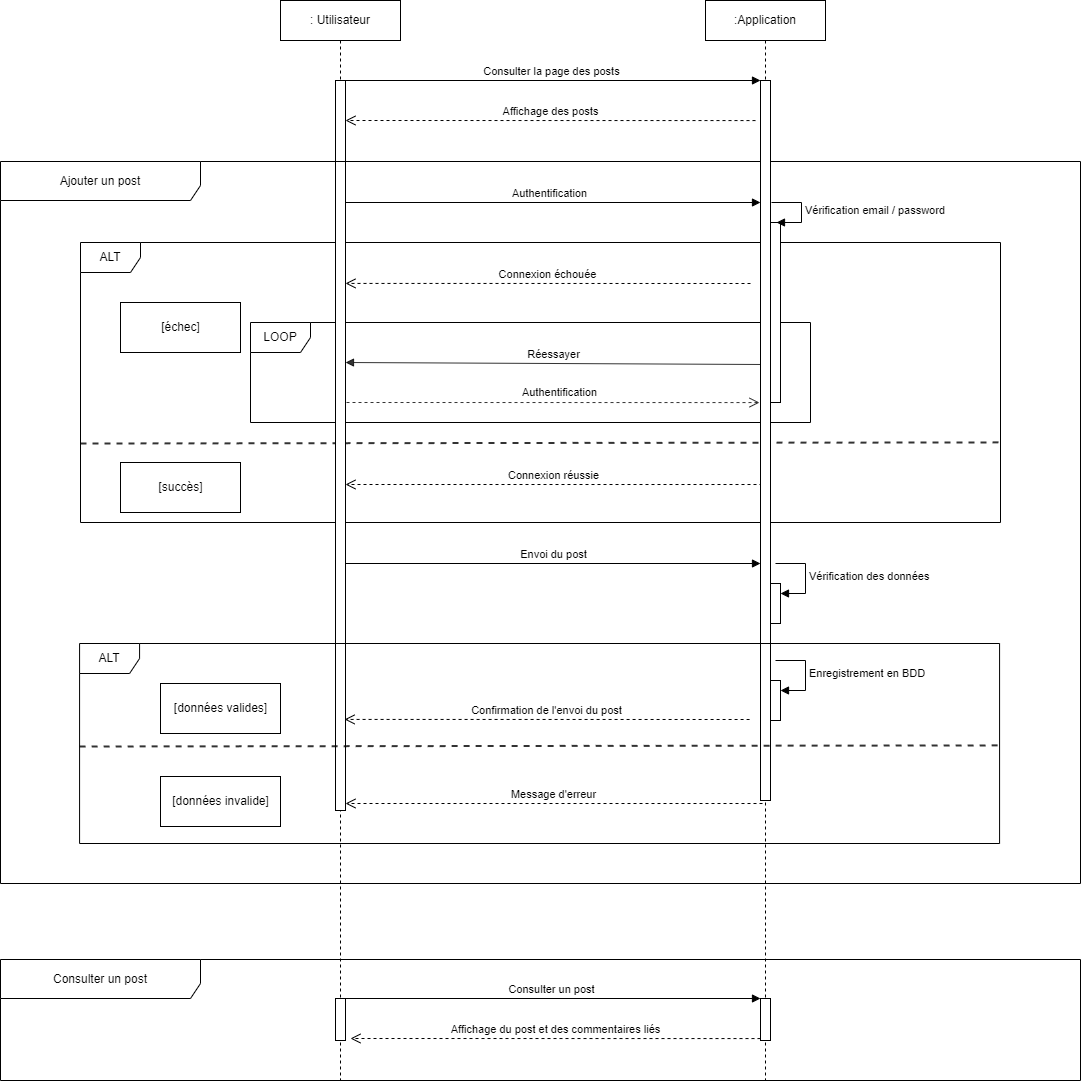 : Utilisateur
:Application
Consulter la page des posts
Affichage des posts
Ajouter un post
Authentification
Vérification email / password
ALT
Connexion échouée
[échec]
LOOP
Réessayer
Authentification
Connexion réussie
[succès]
Envoi du post
Vérification des données
ALT
Enregistrement en BDD
[données valides]
Confirmation de l'envoi du post
Message d'erreur
[données invalide]
Consulter un post
Consulter un post
Affichage du post et des commentaires liés